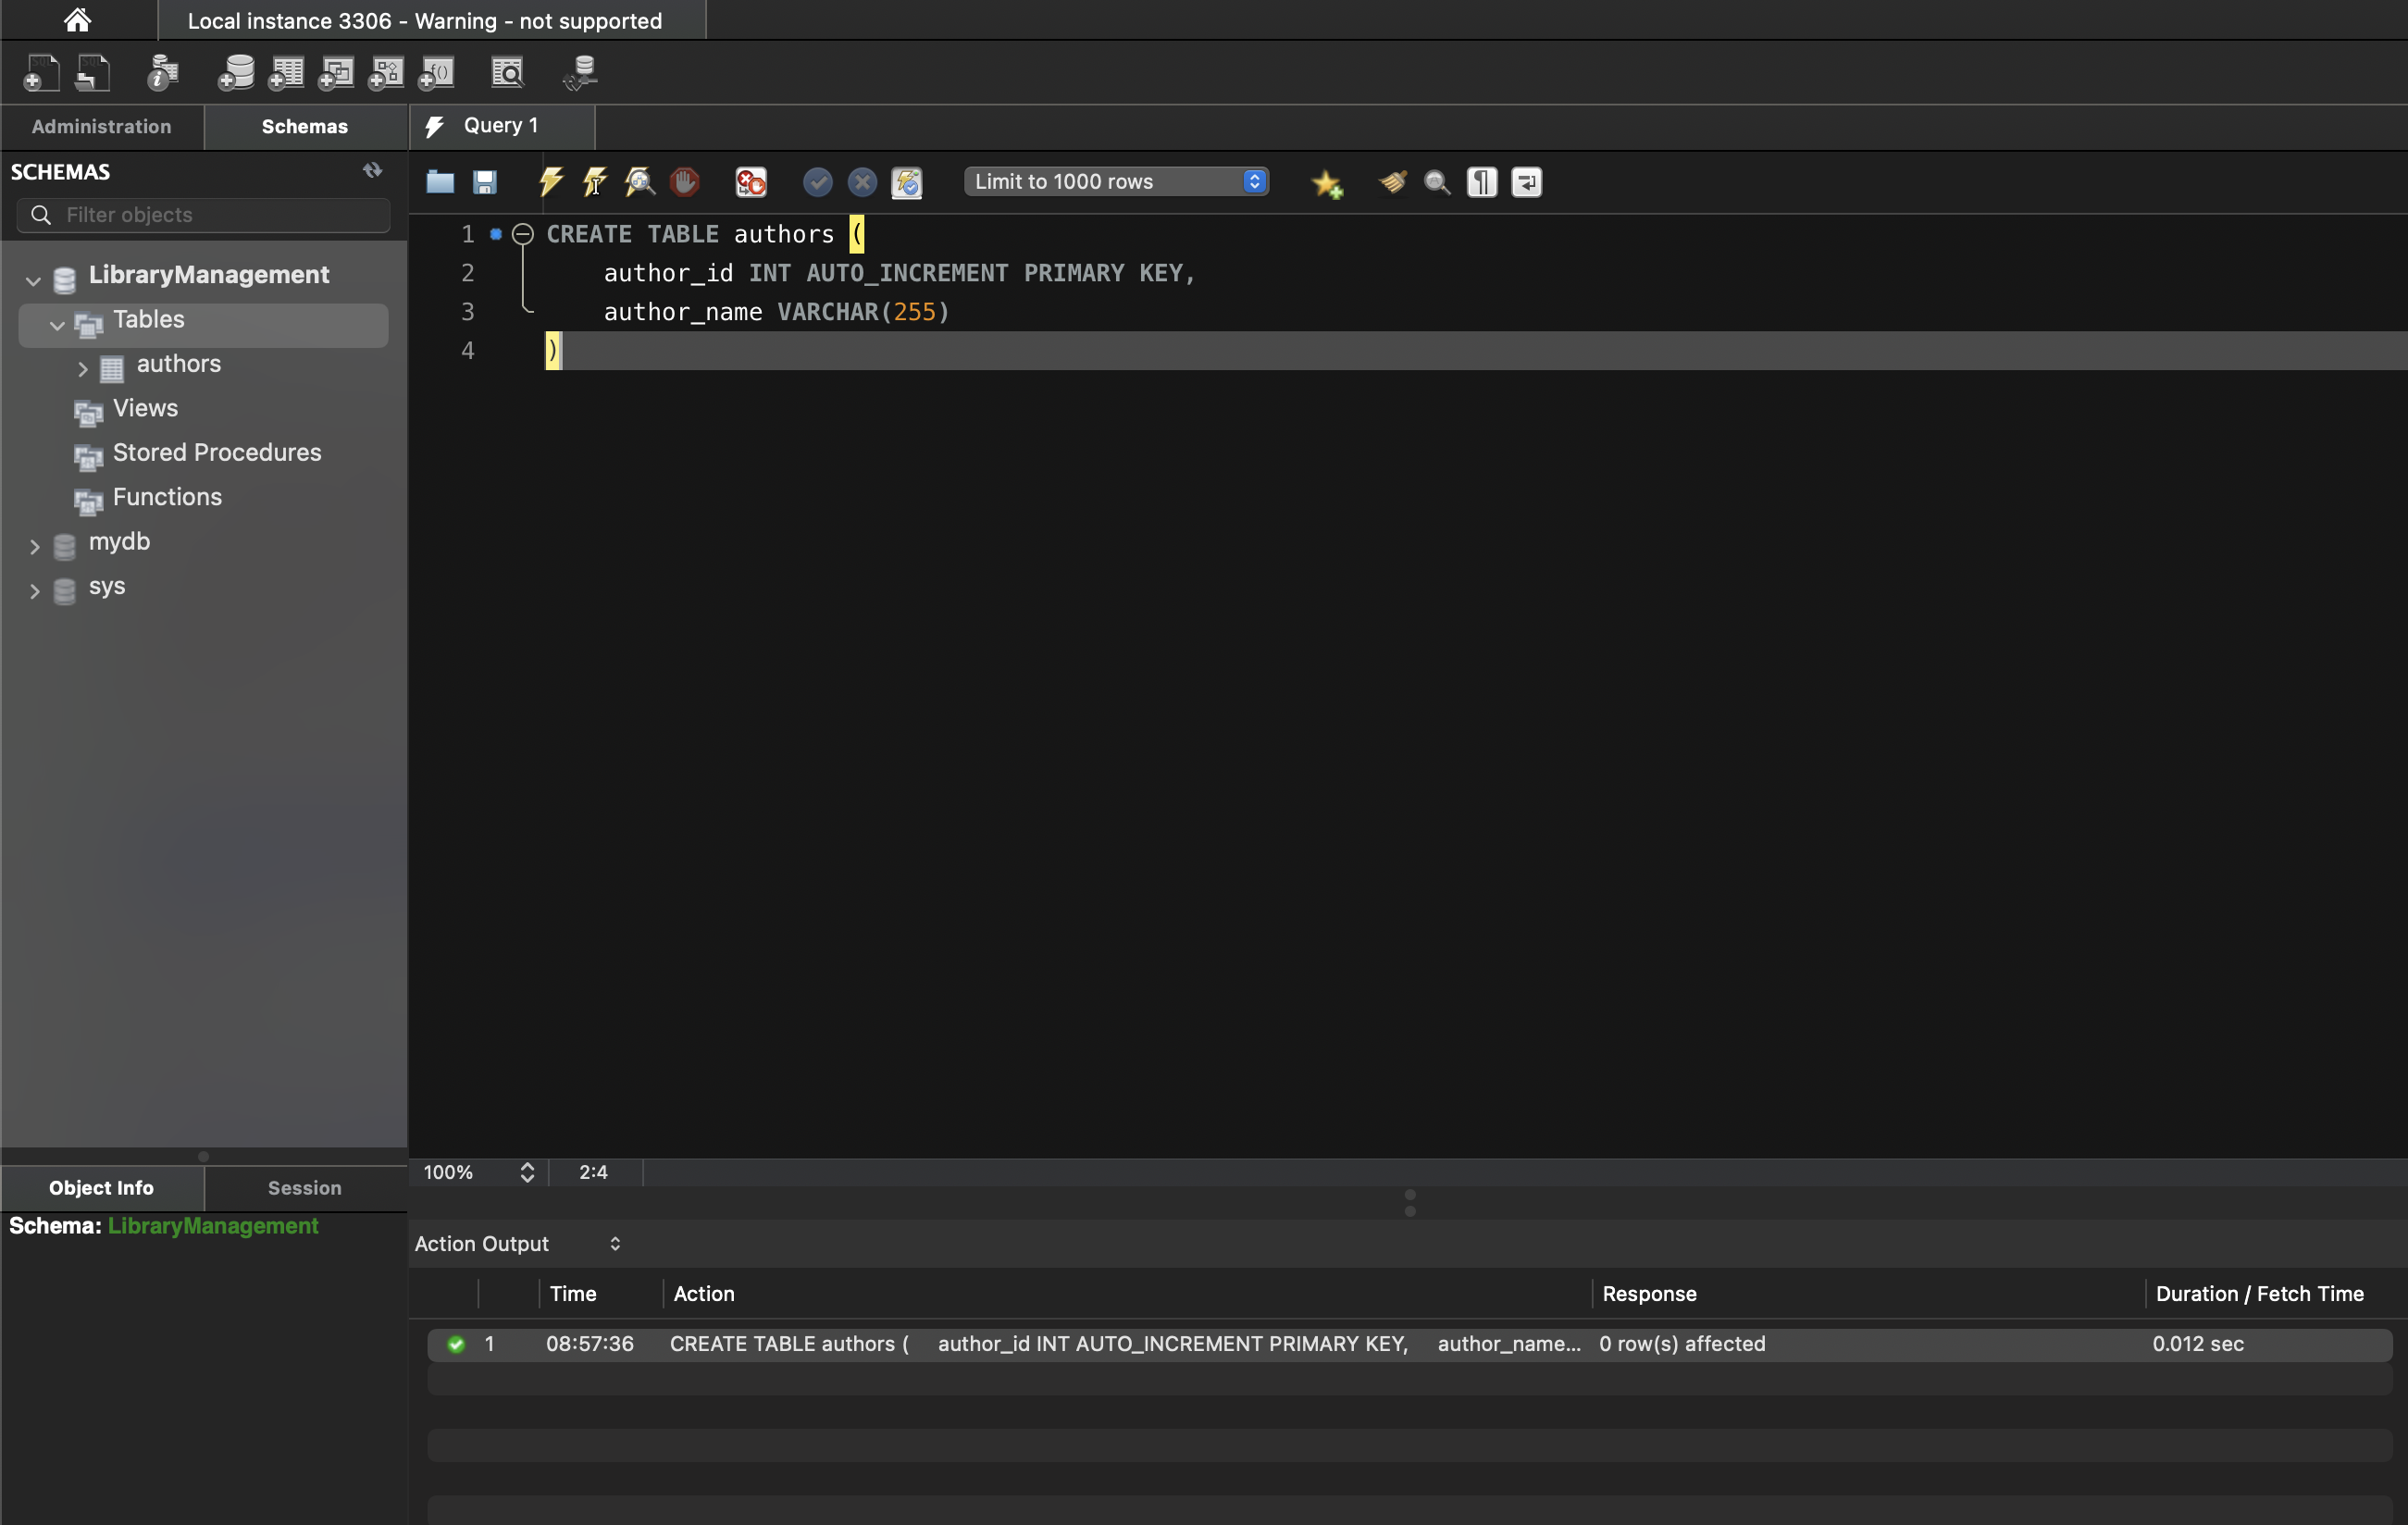 Local instance 3306 - Warning - not supported
Administration
Schemas
Query 1
SCHEMAS
Filter objects
Limit to 1000 rows
LibraryManagement
Tables
authors
Views
Stored Procedures
Functions
mydb
sys
1 CREATE TABLE authors (
2 author_id INT AUTO_INCREMENT PRIMARY KEY,
3 author_name VARCHAR(255)
4 )
100%
2:4
Object Info
Session
Schema: LibraryManagement
Action Output
Time Action Response Duration / Fetch Time
1 08:57:36 CREATE TABLE authors ( author_id INT AUTO_INCREMENT PRIMARY KEY, author_name... 0 row(s) affected 0.012 sec